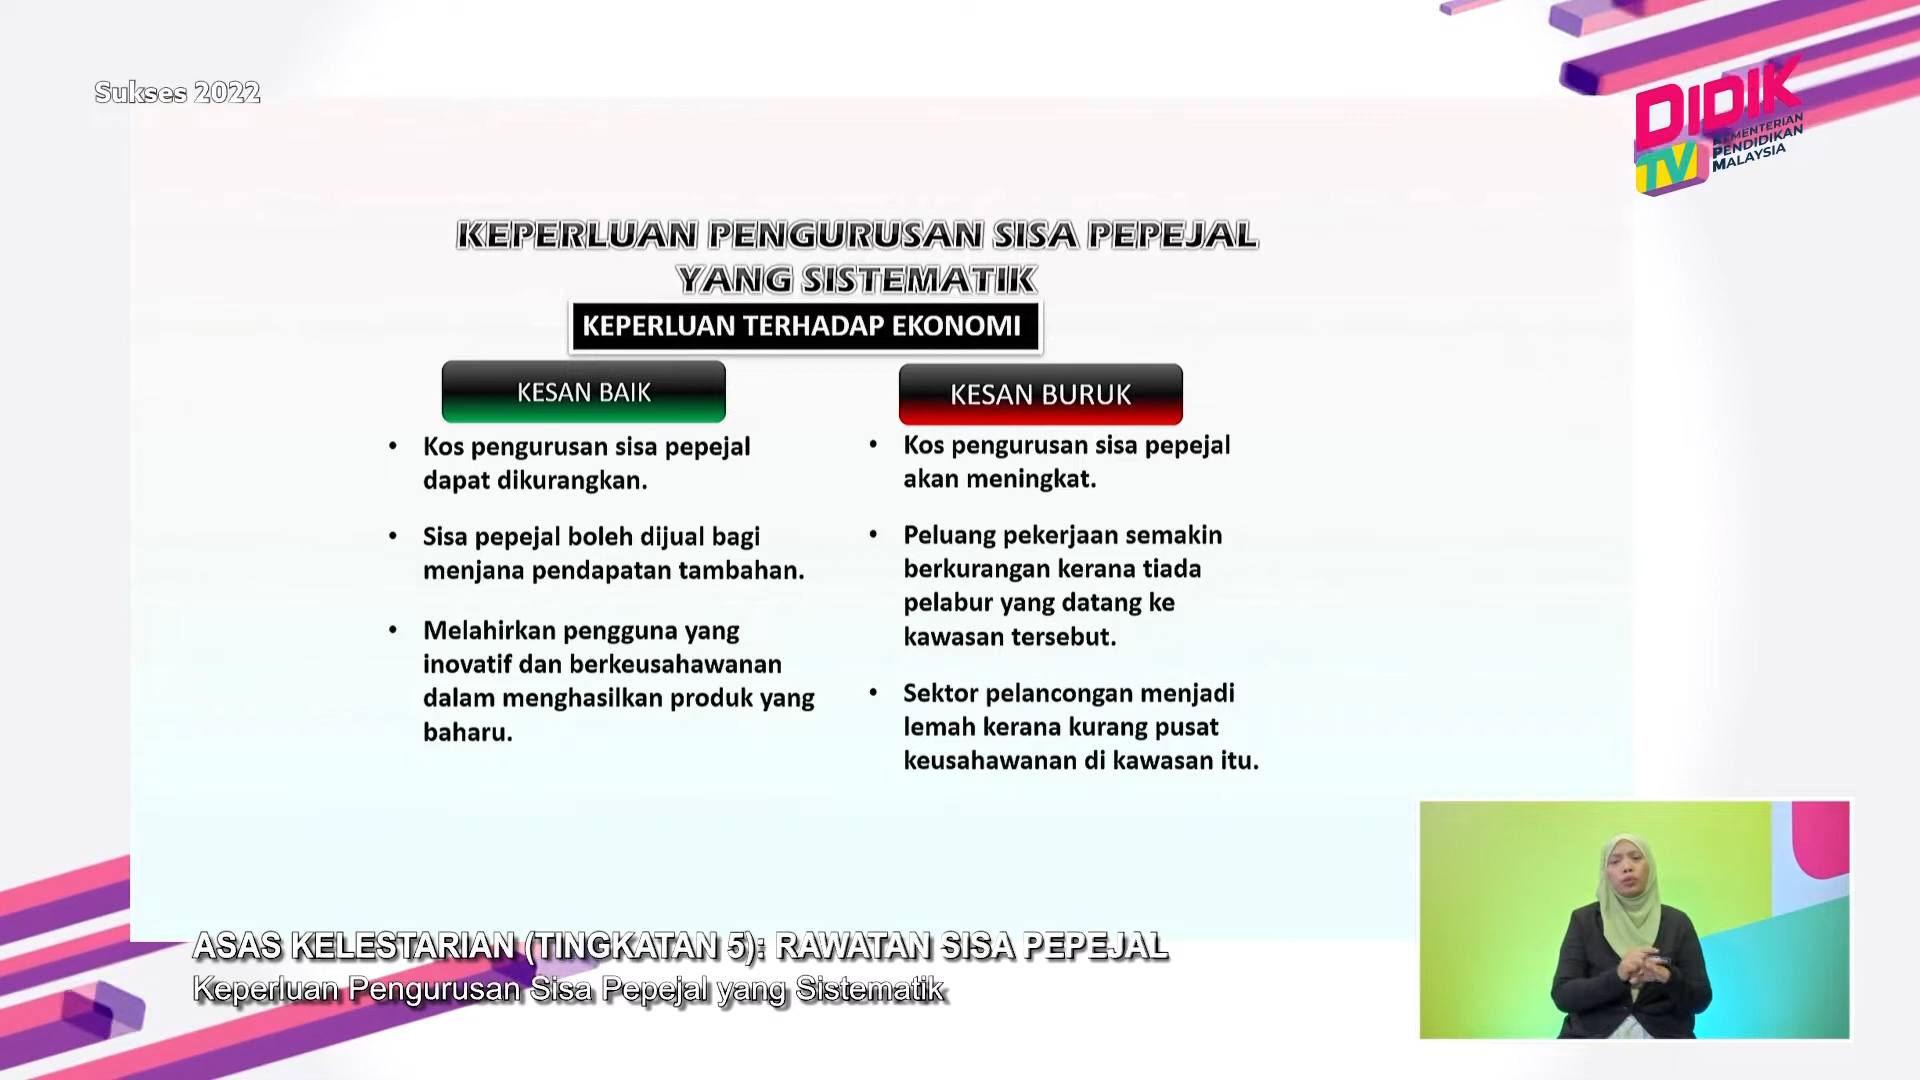 Sukses 2022
DIDIK
TV
KEMENTERIAN
PENDIDIKAN
MALAYSIA
KEPERLUAN PENGURUSAN SISA PEPEJAL
YANG SISTEMATIK
KEPERLUAN TERHADAP EKONOMI
KESAN BAIK
• Kos pengurusan sisa pepejal
dapat dikurangkan.
• Sisa pepejal boleh dijual bagi
menjana pendapatan tambahan.
• Melahirkan pengguna yang
inovatif dan berkeusahawanan
dalam menghasilkan produk yang
baharu.
KESAN BURUK
• Kos pengurusan sisa pepejal
akan meningkat.
• Peluang pekerjaan semakin
berkurangan kerana tiada
pelabur yang datang ke
kawasan tersebut.
• Sektor pelancongan menjadi
lemah kerana kurang pusat
keusahawanan di kawasan itu.
ASAS KELESTARIAN (TINGKATAN 5): RAWATAN SISA PEPEJAL
Keperluan Pengurusan Sisa Pepejal yang Sistematik